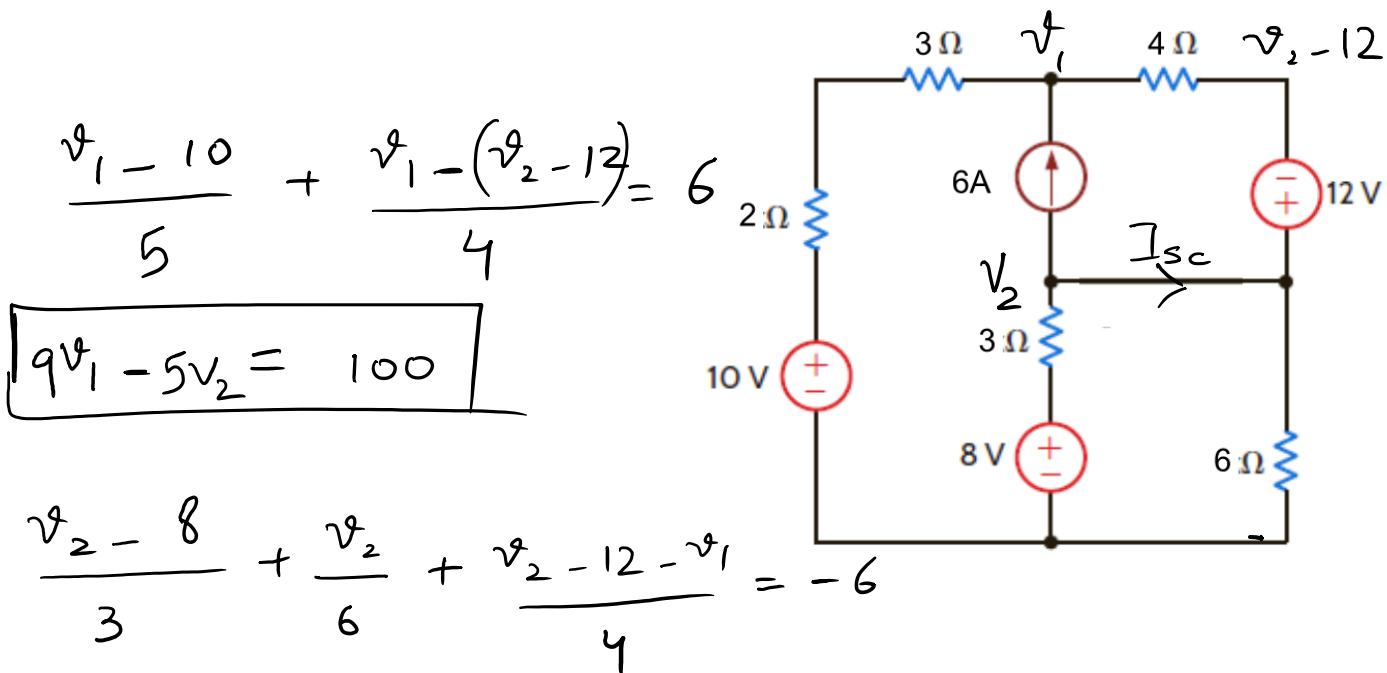 3 Ω v₁ 4 Ω v₂ - 12
(v₁ - 10)/5 + (v₁ - (v₂ - 12))/4 = 6
6A
- + 12 V
2 Ω
I_sc
V₂
3 Ω
9v₁ - 5v₂ = 100
10 V + -
8 V + -
6 Ω
(v₂ - 8)/3 + v₂/6 + (v₂ - 12 - v₁)/4 = -6